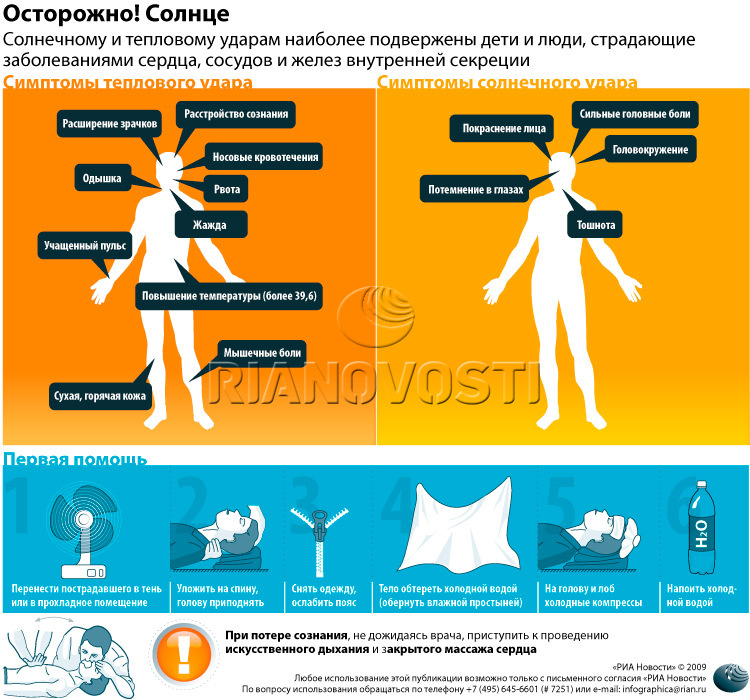 Осторожно! Солнце
Солнечному и тепловому ударам наиболее подвержены дети и люди, страдающие
заболеваниями сердца, сосудов и желез внутренней секреции
Симптомы теплового удара
Расширение зрачков
Расстройство сознания
Носовые кровотечения
Одышка
Рвота
Жажда
Учащенный пульс
Повышение температуры (более 39,6)
Мышечные боли
Сухая, горячая кожа
Симптомы солнечного удара
Покраснение лица
Сильные головные боли
Головокружение
Потемнение в глазах
Тошнота
RIANOVOSTI
Первая помощь
1
Перенести пострадавшего в тень
или в прохладное помещение
2
Уложить на спину,
голову приподнять
3
Снять одежду,
ослабить пояс
4
Тело обтереть холодной водой
(обернуть влажной простыней)
5
На голову и лоб
холодные компрессы
6
H₂O
Напоить холод-
ной водой
!
При потере сознания, не дожидаясь врача, приступить к проведению
искусственного дыхания и закрытого массажа сердца
«РИА Новости» © 2009
Любое использование этой публикации возможно только с письменного согласия «РИА Новости»
По вопросу использования обращаться по телефону +7 (495) 645-6601 (# 7251) или e-mail: infographica@rian.ru